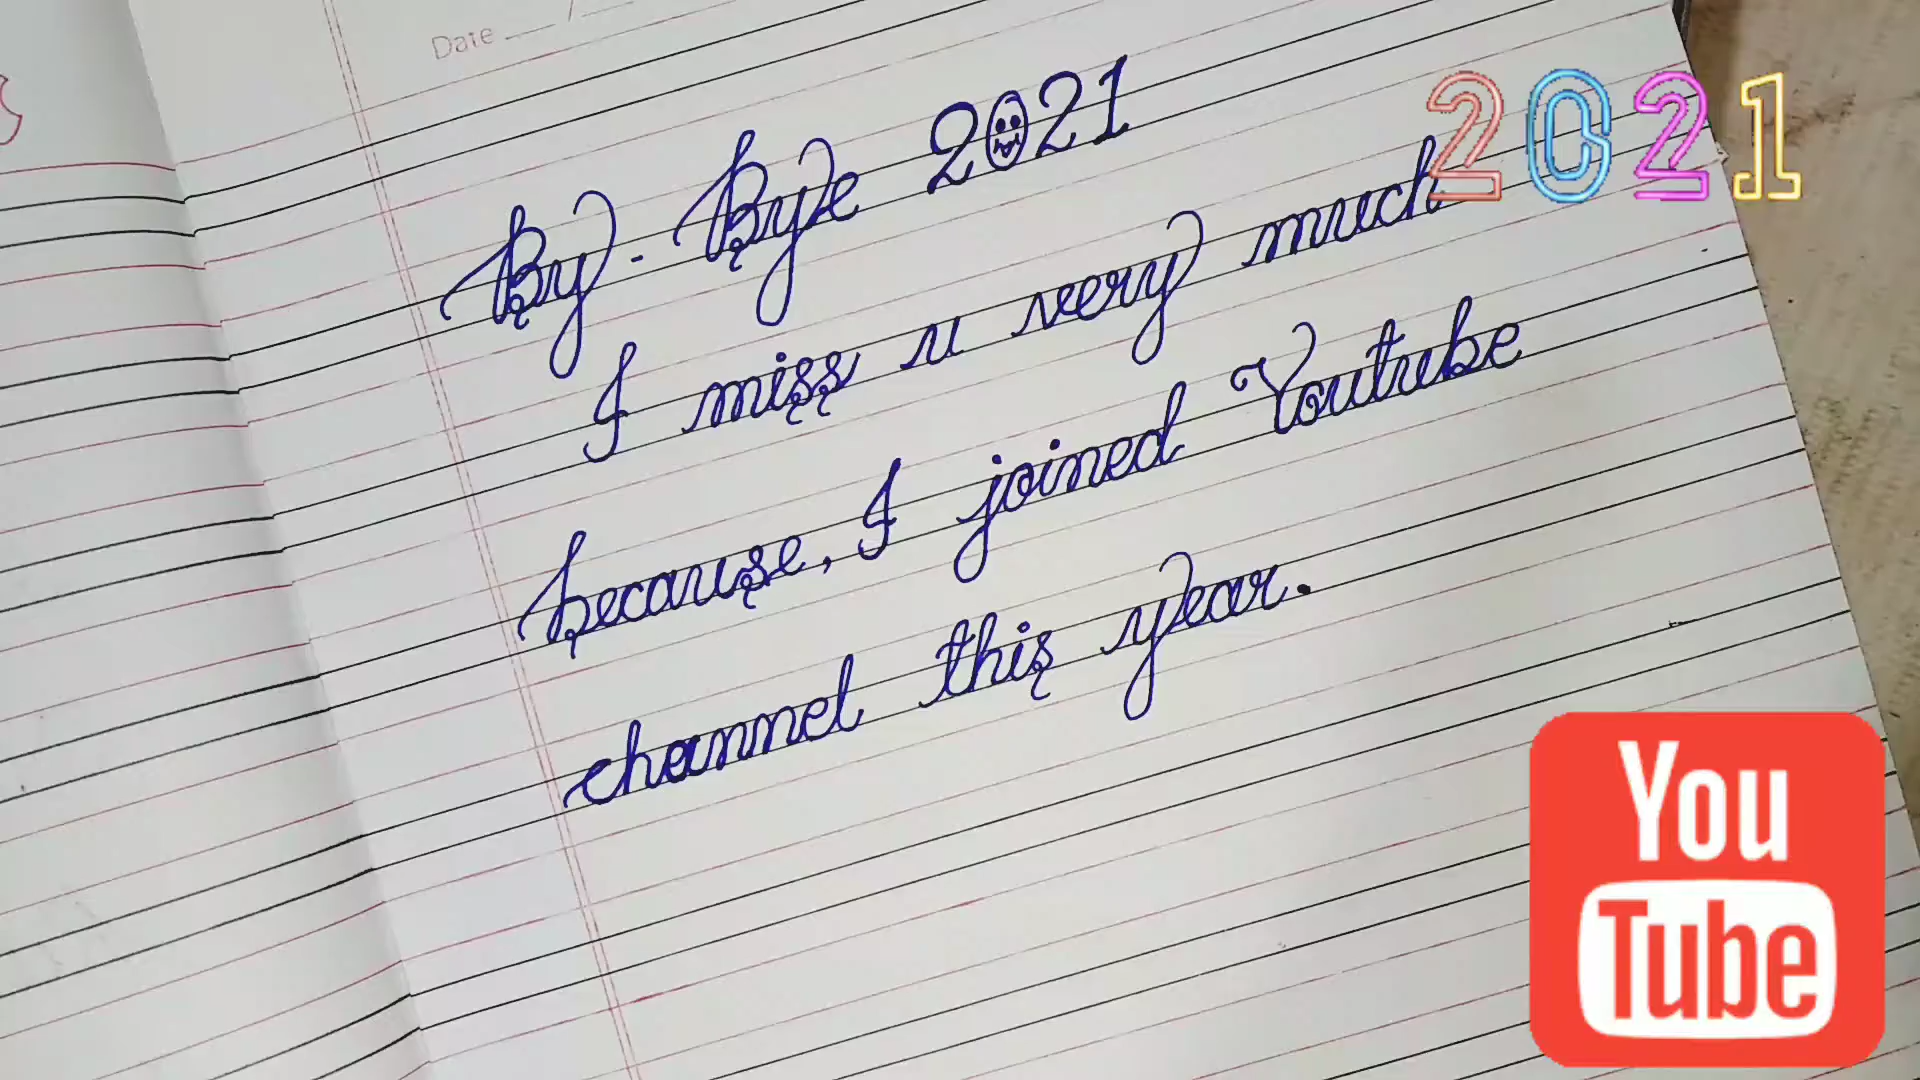 Date
By-Bye 2021
2021
I miss u very much
because, I joined Youtube
channel this year.
You
Tube